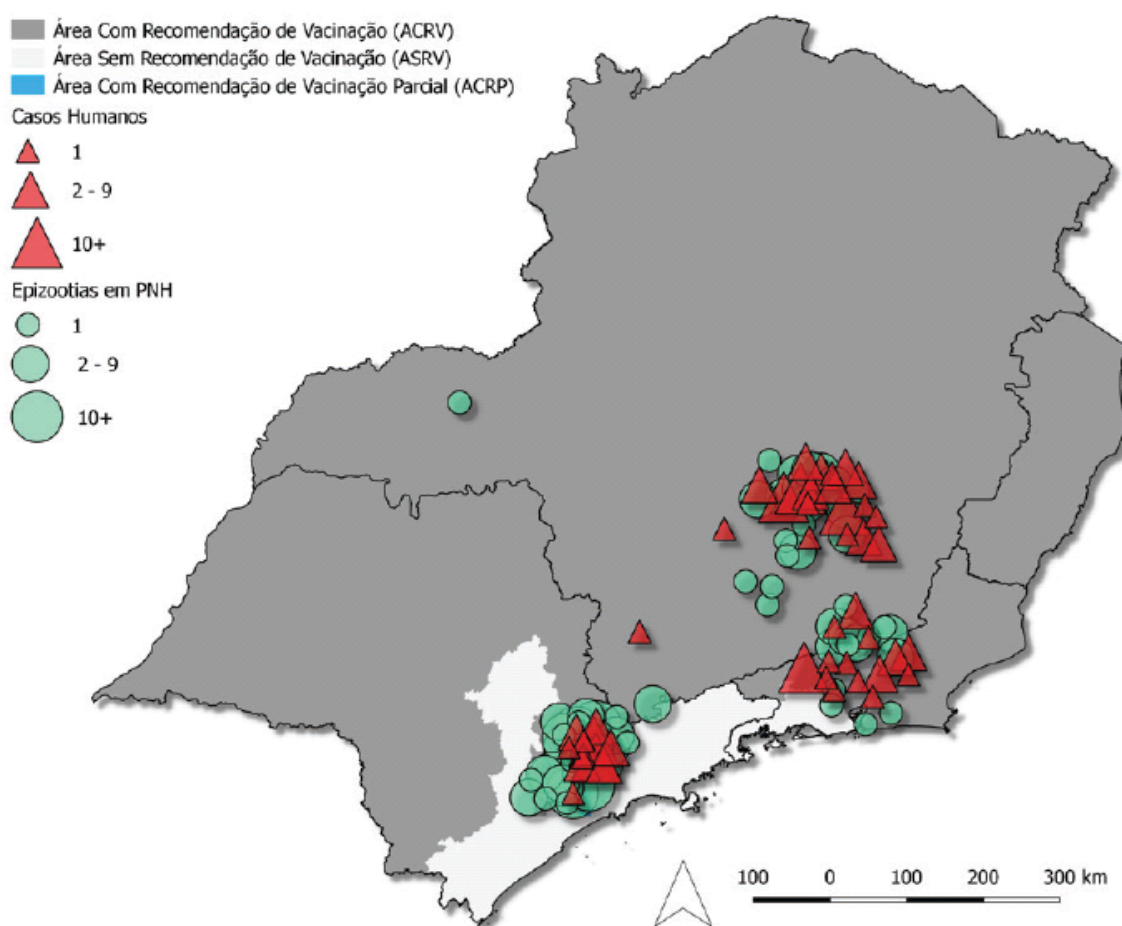 Área Com Recomendação de Vacinação (ACRV)
Área Sem Recomendação de Vacinação (ASRV)
Área Com Recomendação de Vacinação Parcial (ACRP)
Casos Humanos
1
2 - 9
10+
Epizootias em PNH
1
2 - 9
10+
100 0 100 200 300 km